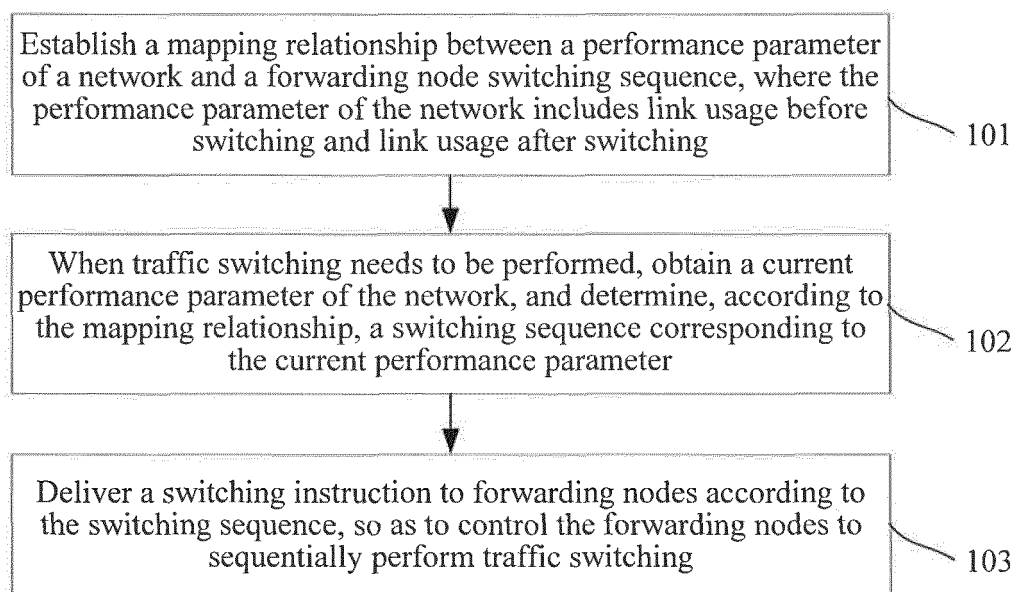 Establish a mapping relationship between a performance parameter
of a network and a forwarding node switching sequence, where the
performance parameter of the network includes link usage before
switching and link usage after switching
101
When traffic switching needs to be performed, obtain a current
performance parameter of the network, and determine, according to
the mapping relationship, a switching sequence corresponding to
the current performance parameter
102
Deliver a switching instruction to forwarding nodes according to
the switching sequence, so as to control the forwarding nodes to
sequentially perform traffic switching
103